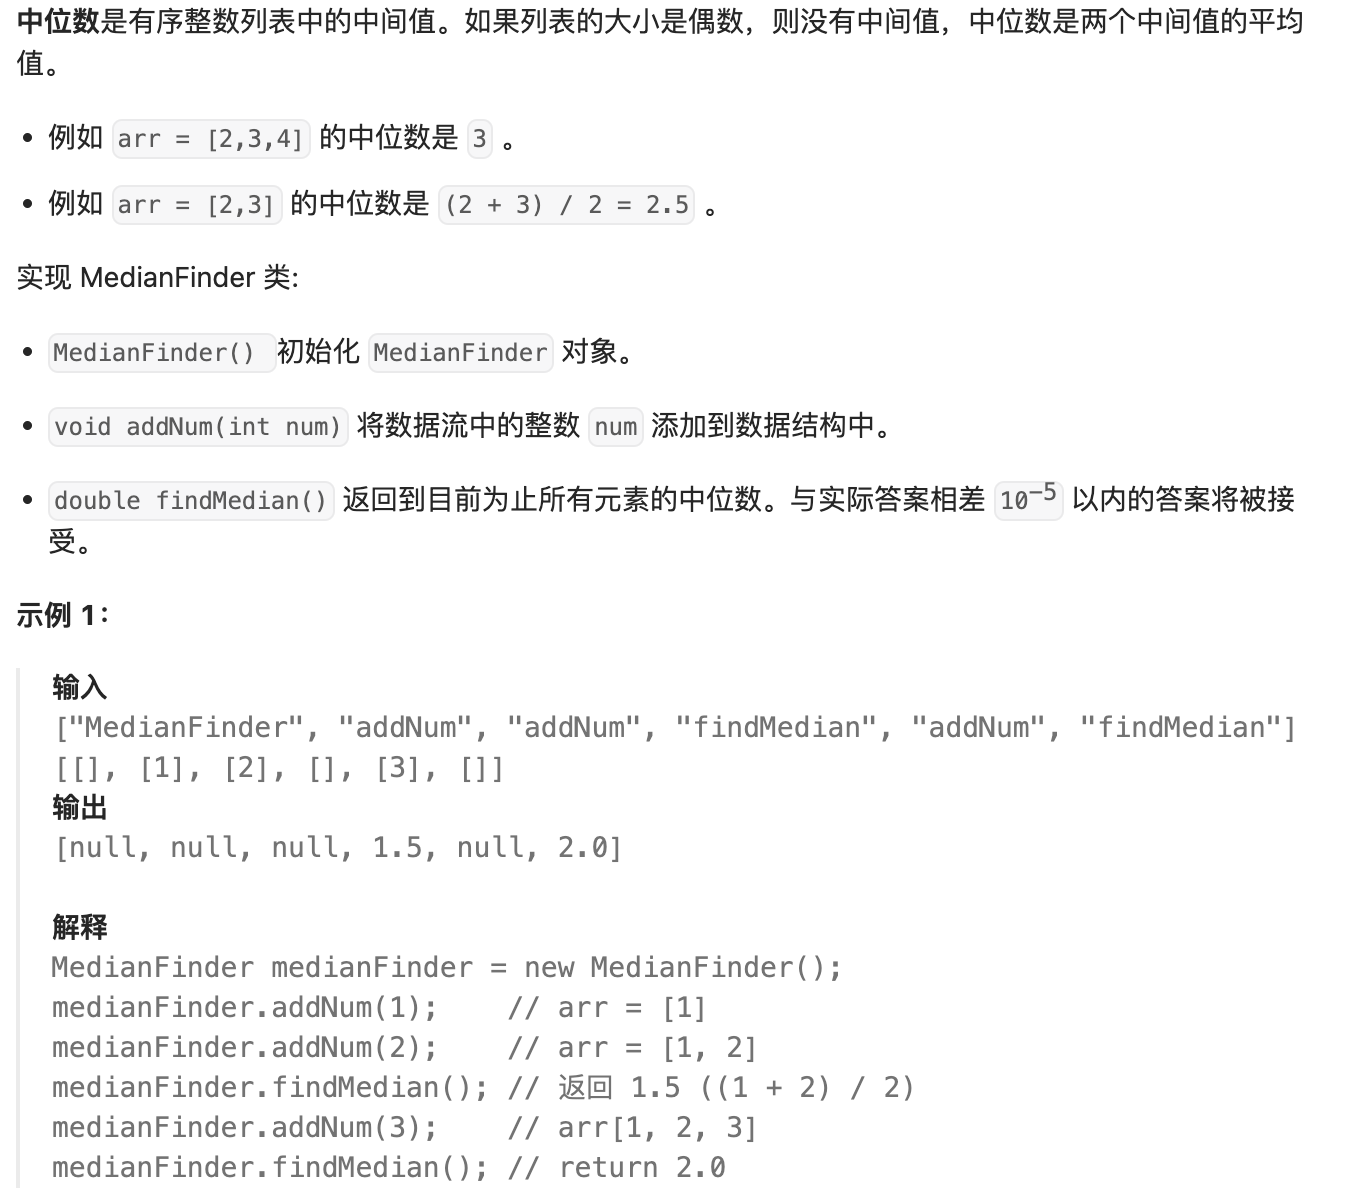 中位数是有序整数列表中的中间值。如果列表的大小是偶数，则没有中间值，中位数是两个中间值的平均
值。
• 例如 arr = [2,3,4] 的中位数是 3 。
• 例如 arr = [2,3] 的中位数是 (2 + 3) / 2 = 2.5 。
实现 MedianFinder 类:
• MedianFinder() 初始化 MedianFinder 对象。
• void addNum(int num) 将数据流中的整数 num 添加到数据结构中。
• double findMedian() 返回到目前为止所有元素的中位数。与实际答案相差 10⁻⁵ 以内的答案将被接
受。
示例 1：
输入
["MedianFinder", "addNum", "addNum", "findMedian", "addNum", "findMedian"]
[[], [1], [2], [], [3], []]
输出
[null, null, null, 1.5, null, 2.0]
解释
MedianFinder medianFinder = new MedianFinder();
medianFinder.addNum(1);    // arr = [1]
medianFinder.addNum(2);    // arr = [1, 2]
medianFinder.findMedian(); // 返回 1.5 ((1 + 2) / 2)
medianFinder.addNum(3);    // arr[1, 2, 3]
medianFinder.findMedian(); // return 2.0